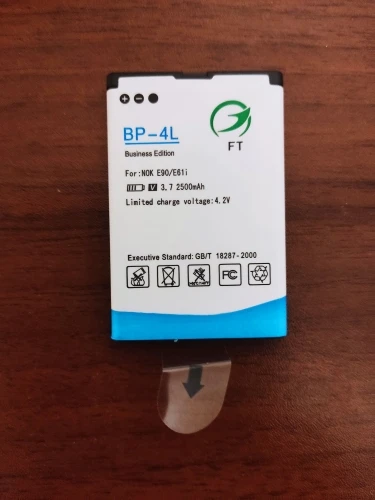 BP-4L
FT
Business Edition
For:NOK E90/E61i
V 3.7 2500mAh
Limited charge voltage:4.2V
Executive Standard: GB/T 18287-2000
FC